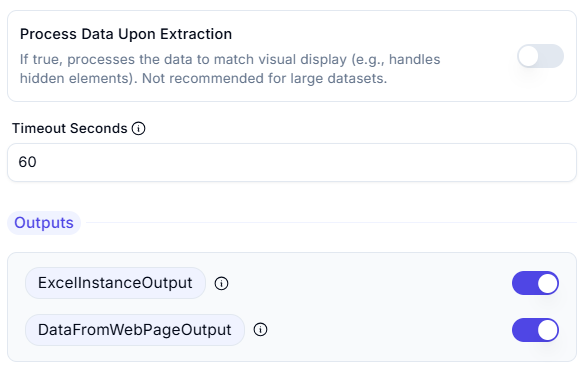 Process Data Upon Extraction
If true, processes the data to match visual display (e.g., handles
hidden elements). Not recommended for large datasets.
Timeout Seconds
60
Outputs
ExcelInstanceOutput
DataFromWebPageOutput